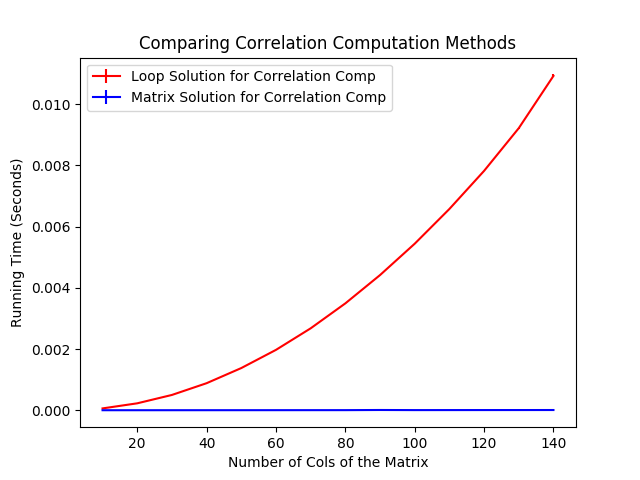 Comparing Correlation Computation Methods
Loop Solution for Correlation Comp
Matrix Solution for Correlation Comp
Running Time (Seconds)
0.010
0.008
0.006
0.004
0.002
0.000
20 40 60 80 100 120 140
Number of Cols of the Matrix